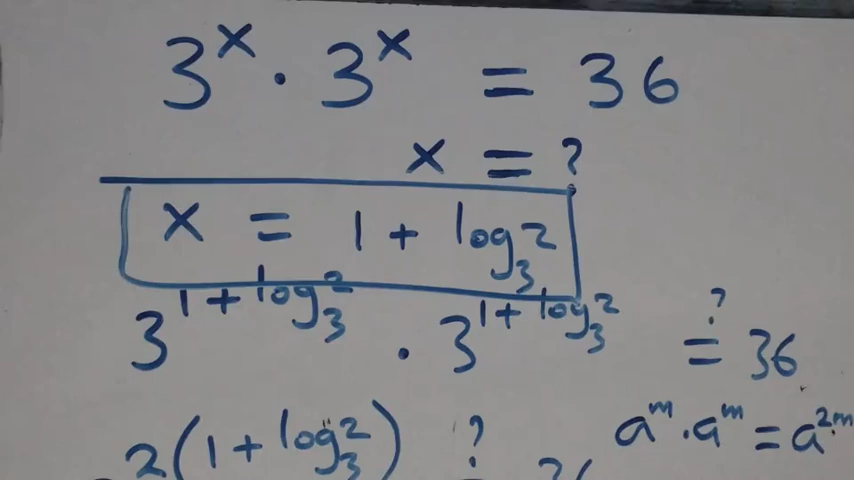 3^x · 3^x = 36
x = ?
x = 1 + log_3 2
3^(1 + log_3 2) · 3^(1 + log_3 2) ≟ 36
a^m · a^m = a^(2m)
2(1 + log_3 2) ?